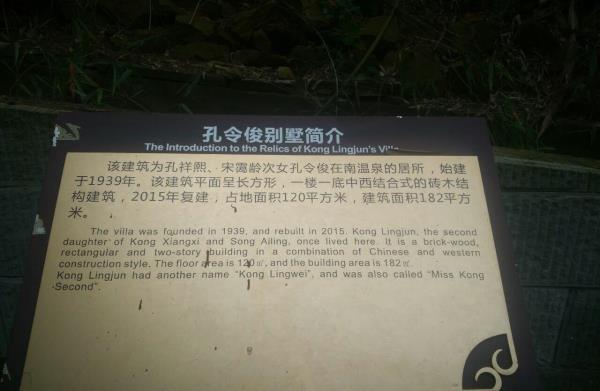 孔令俊别墅简介
The Introduction to the Relics of Kong Lingjun's Villa
该建筑为孔祥熙、宋霭龄次女孔令俊在南温泉的居所，始建
于1939年。该建筑平面呈长方形，一楼一底中西结合式的砖木结
构建筑，2015年复建，占地面积120平方米，建筑面积182平方
米。
The villa was founded in 1939, and rebuilt in 2015. Kong Lingjun, the second
daughter of Kong Xiangxi and Song Ailing, once lived here. It is a brick-wood,
rectangular and two-story building in a combination of Chinese and western
construction style. The floor area is 120㎡, and the building area is 182㎡.
Kong Lingjun had another name "Kong Lingwei", and was also called "Miss Kong
Second".